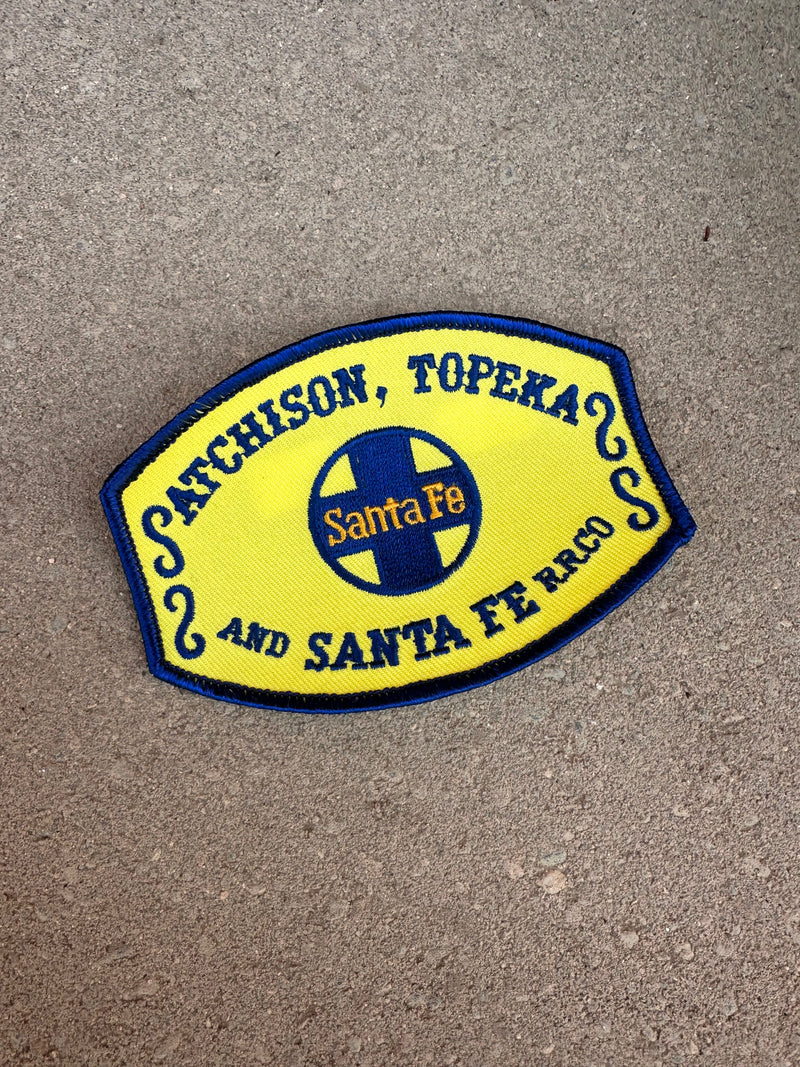 ATCHISON, TOPEKA
Santa Fe
AND SANTA FE R.R.CO